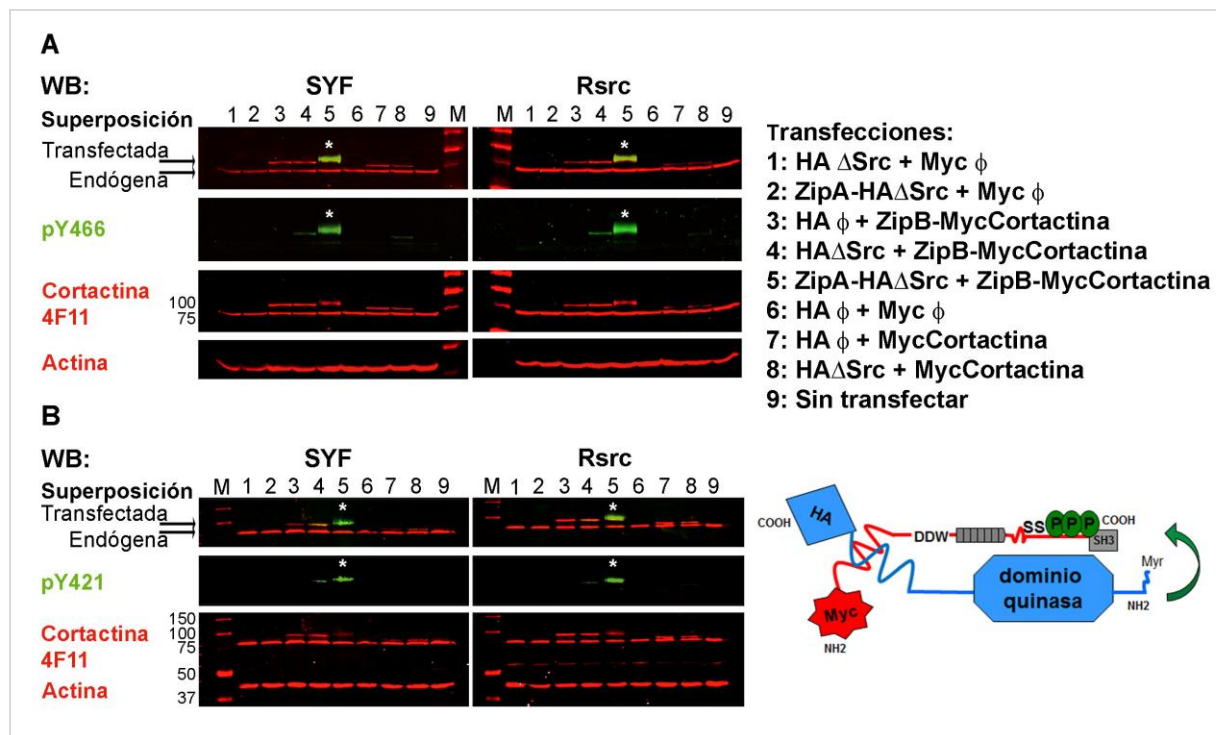 A
WB:
SYF
Rsrc
1 2 3 4 5 6 7 8 9 M
M 1 2 3 4 5 6 7 8 9
Superposición
Transfectada
Endógena
*
*
pY466
*
*
Cortactina
4F11
100
75
Actina
Transfecciones:
1: HA ΔSrc + Myc ϕ
2: ZipA-HAΔSrc + Myc ϕ
3: HA ϕ + ZipB-MycCortactina
4: HAΔSrc + ZipB-MycCortactina
5: ZipA-HAΔSrc + ZipB-MycCortactina
6: HA ϕ + Myc ϕ
7: HA ϕ + MycCortactina
8: HAΔSrc + MycCortactina
9: Sin transfectar
B
WB:
SYF
Rsrc
M 1 2 3 4 5 6 7 8 9
M 1 2 3 4 5 6 7 8 9
Superposición
Transfectada
Endógena
*
*
pY421
*
*
Cortactina
4F11
Actina
150
100
75
50
37
HA
COOH
DDW
SS
P P P
COOH
SH3
Myr
dominio
quinasa
NH2
Myc
NH2